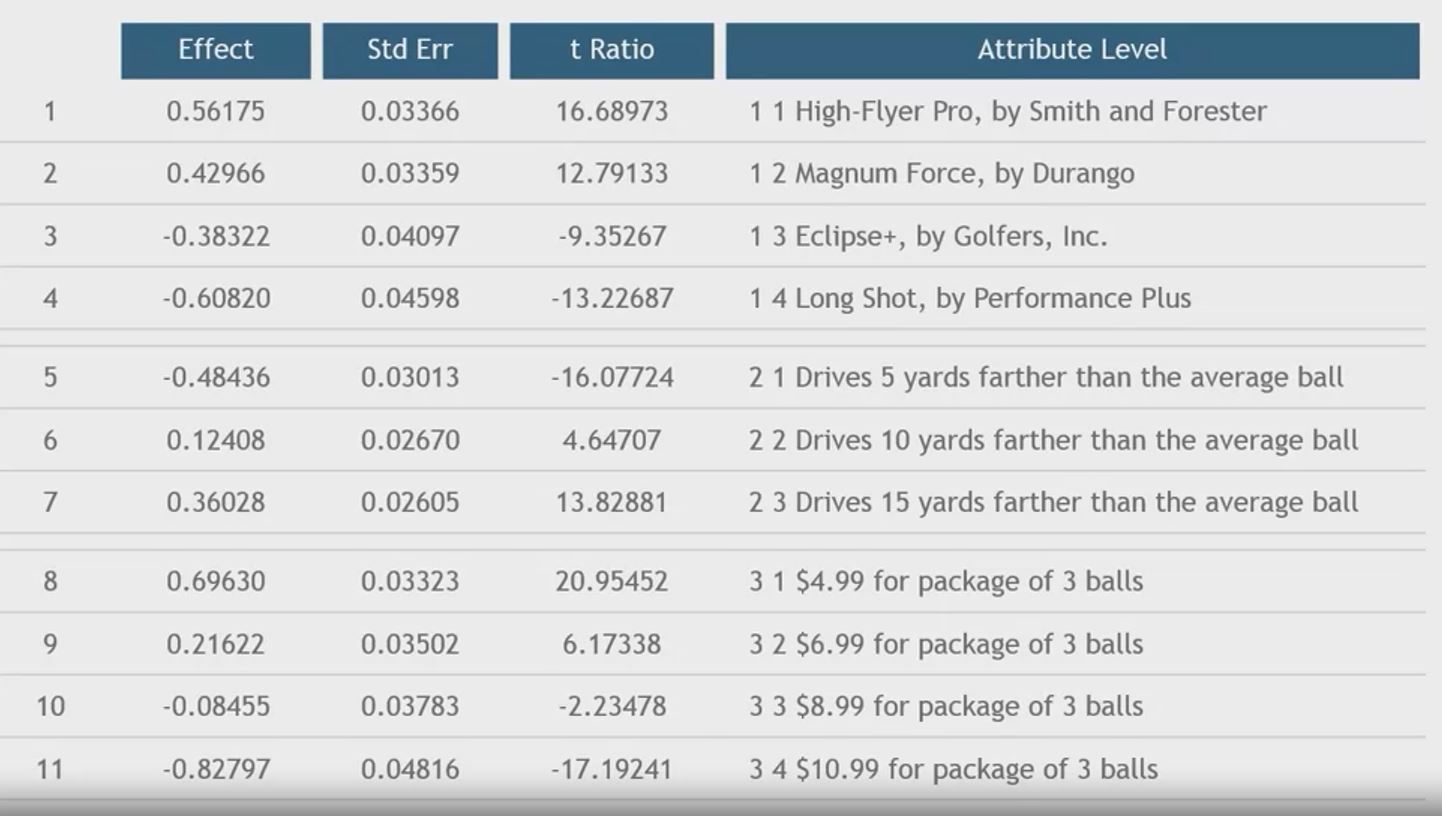 Effect Std Err t Ratio Attribute Level
1 0.56175 0.03366 16.68973 1 1 High-Flyer Pro, by Smith and Forester
2 0.42966 0.03359 12.79133 1 2 Magnum Force, by Durango
3 -0.38322 0.04097 -9.35267 1 3 Eclipse+, by Golfers, Inc.
4 -0.60820 0.04598 -13.22687 1 4 Long Shot, by Performance Plus
5 -0.48436 0.03013 -16.07724 2 1 Drives 5 yards farther than the average ball
6 0.12408 0.02670 4.64707 2 2 Drives 10 yards farther than the average ball
7 0.36028 0.02605 13.82881 2 3 Drives 15 yards farther than the average ball
8 0.69630 0.03323 20.95452 3 1 $4.99 for package of 3 balls
9 0.21622 0.03502 6.17338 3 2 $6.99 for package of 3 balls
10 -0.08455 0.03783 -2.23478 3 3 $8.99 for package of 3 balls
11 -0.82797 0.04816 -17.19241 3 4 $10.99 for package of 3 balls